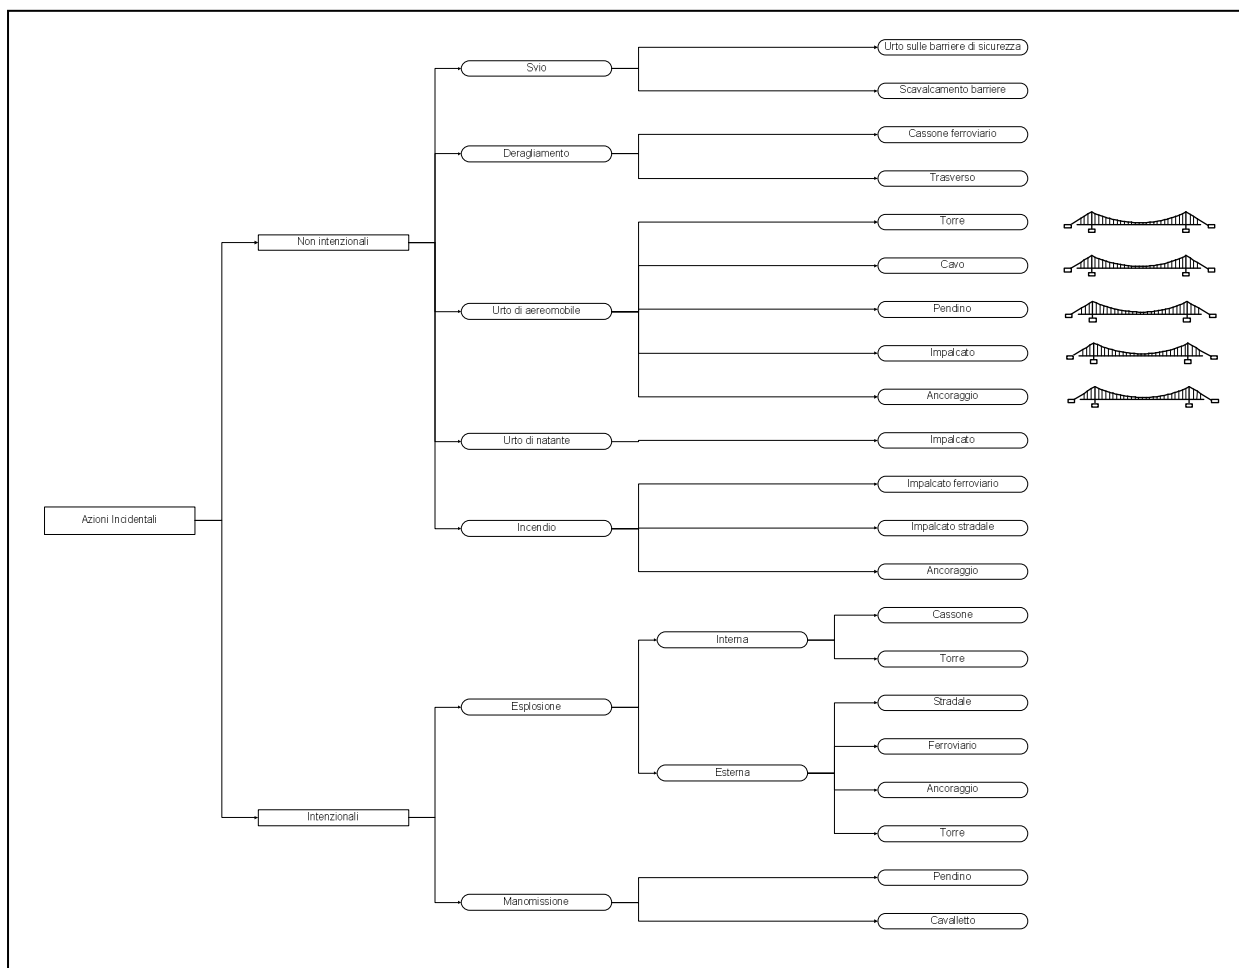 Urto sulle barriere di sicurezza
Svio
Scavalcamento barriere
Cassone ferroviario
Deragliamento
Trasverso
Torre
Non intenzionali
Cavo
Urto di aereomobile
Pendino
Impalcato
Ancoraggio
Urto di natante
Impalcato
Impalcato ferroviario
Azioni Incidentali
Incendio
Impalcato stradale
Ancoraggio
Cassone
Interna
Torre
Esplosione
Stradale
Ferroviario
Esterna
Ancoraggio
Intenzionali
Torre
Pendino
Manomissione
Cavalletto